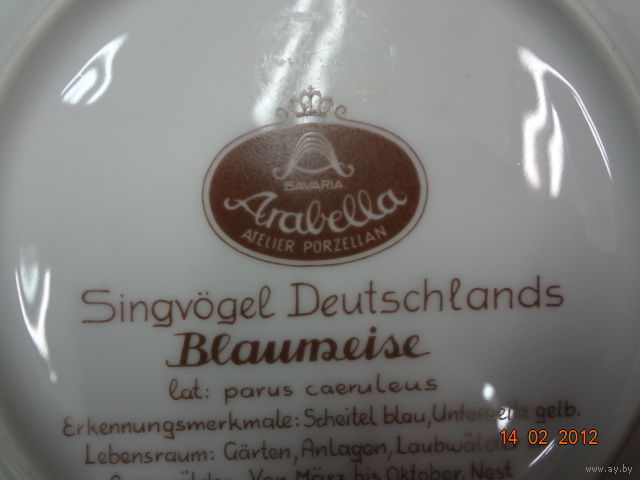 BAVARIA
Arabella
ATELIER PORZELLAN
Singvögel Deutschlands
Blaumeise
lat: parus caeruleus
Erkennungsmerkmale: Scheitel blau, Unterseite gelb.
Lebensraum: Gärten, Anlagen, Laubwälder
Von März bis Oktober. Nest
14 02 2012
www.ay.by